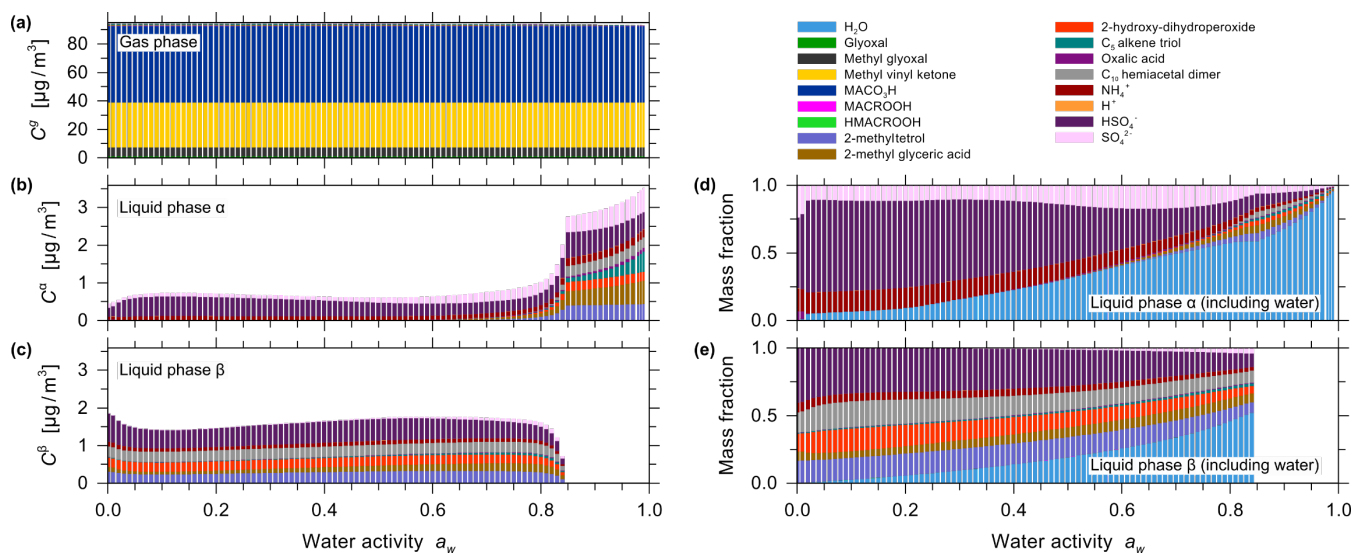 (a)
Gas phase
C^g [µg / m³]
80
60
40
20
0
(b)
Liquid phase α
C^α [µg / m³]
3
2
1
0
(c)
Liquid phase β
C^β [µg / m³]
3
2
1
0
0.0 0.2 0.4 0.6 0.8 1.0
Water activity a_w
H₂O
Glyoxal
Methyl glyoxal
Methyl vinyl ketone
MACO₃H
MACROOH
HMACROOH
2-methyltetrol
2-methyl glyceric acid
2-hydroxy-dihydroperoxide
C₅ alkene triol
Oxalic acid
C₁₀ hemiacetal dimer
NH₄⁺
H⁺
HSO₄⁻
SO₄²⁻
(d)
Mass fraction
1.0
0.5
0.0
Liquid phase α (including water)
(e)
Mass fraction
1.0
0.5
0.0
Liquid phase β (including water)
0.0 0.2 0.4 0.6 0.8 1.0
Water activity a_w